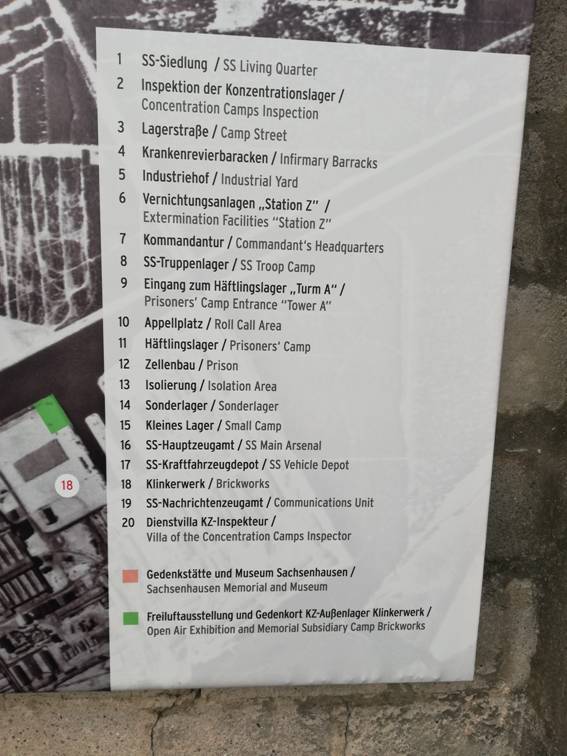 1 SS-Siedlung / SS Living Quarter
2 Inspektion der Konzentrationslager /
Concentration Camps Inspection
3 Lagerstraße / Camp Street
4 Krankenrevierbaracken / Infirmary Barracks
5 Industriehof / Industrial Yard
6 Vernichtungsanlagen „Station Z” /
Extermination Facilities “Station Z”
7 Kommandantur / Commandant's Headquarters
8 SS-Truppenlager / SS Troop Camp
9 Eingang zum Häftlingslager „Turm A” /
Prisoners' Camp Entrance “Tower A”
10 Appellplatz / Roll Call Area
11 Häftlingslager / Prisoners' Camp
12 Zellenbau / Prison
13 Isolierung / Isolation Area
14 Sonderlager / Sonderlager
15 Kleines Lager / Small Camp
16 SS-Hauptzeugamt / SS Main Arsenal
17 SS-Kraftfahrzeugdepot / SS Vehicle Depot
18 Klinkerwerk / Brickworks
19 SS-Nachrichtenzeugamt / Communications Unit
20 Dienstvilla KZ-Inspekteur /
Villa of the Concentration Camps Inspector
Gedenkstätte und Museum Sachsenhausen /
Sachsenhausen Memorial and Museum
Freiluftausstellung und Gedenkort KZ-Außenlager Klinkerwerk /
Open Air Exhibition and Memorial Subsidiary Camp Brickworks
18